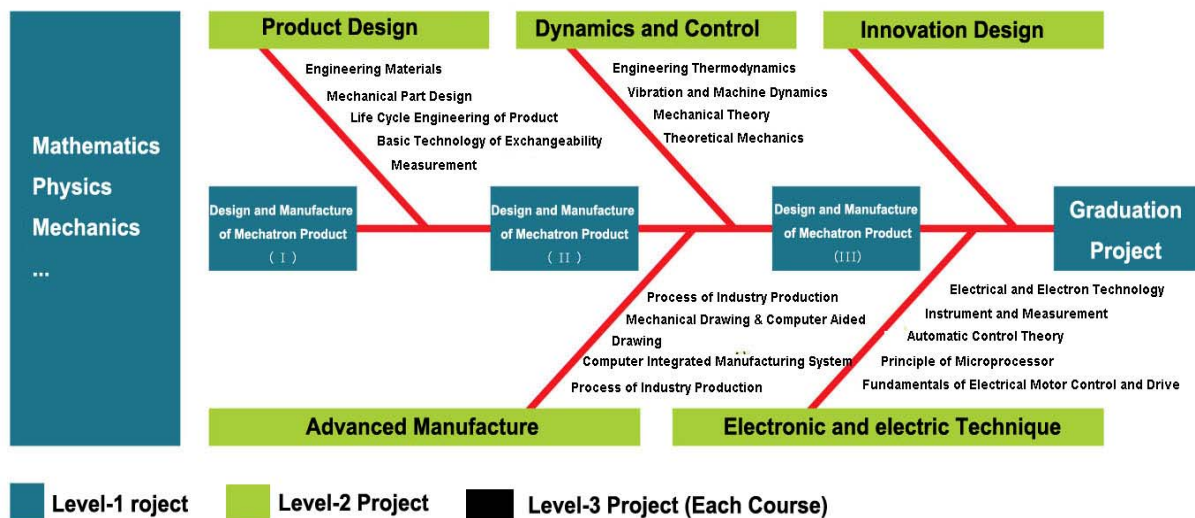 Product Design
Dynamics and Control
Innovation Design
Engineering Materials
Mechanical Part Design
Life Cycle Engineering of Product
Basic Technology of Exchangeability
Measurement
Engineering Thermodynamics
Vibration and Machine Dynamics
Mechanical Theory
Theoretical Mechanics
Mathematics
Physics
Mechanics
...
Design and Manufacture
of Mechatron Product
( I )
Design and Manufacture
of Mechatron Product
( II )
Design and Manufacture
of Mechatron Product
(III)
Graduation
Project
Process of Industry Production
Mechanical Drawing & Computer Aided
Drawing
Computer Integrated Manufacturing System
Process of Industry Production
Electrical and Electron Technology
Instrument and Measurement
Automatic Control Theory
Principle of Microprocessor
Fundamentals of Electrical Motor Control and Drive
Advanced Manufacture
Electronic and electric Technique
Level-1 roject
Level-2 Project
Level-3 Project (Each Course)